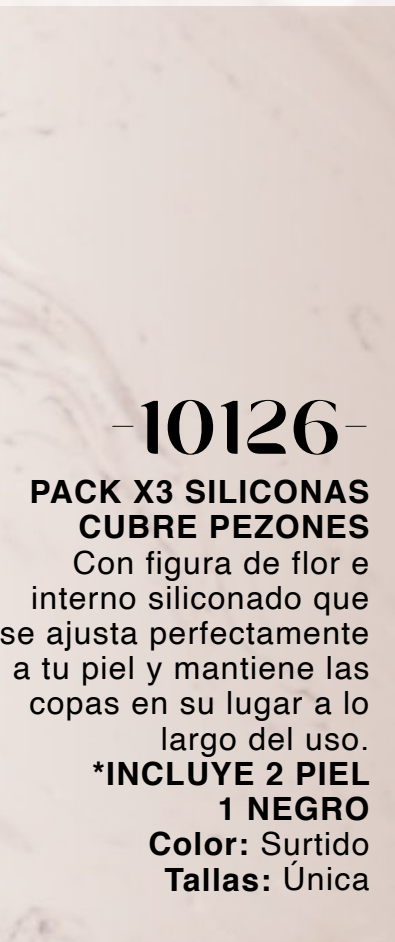 -10126-
PACK X3 SILICONAS
CUBRE PEZONES
Con figura de flor e
interno siliconado que
se ajusta perfectamente
a tu piel y mantiene las
copas en su lugar a lo
largo del uso.
*INCLUYE 2 PIEL
1 NEGRO
Color: Surtido
Tallas: Única